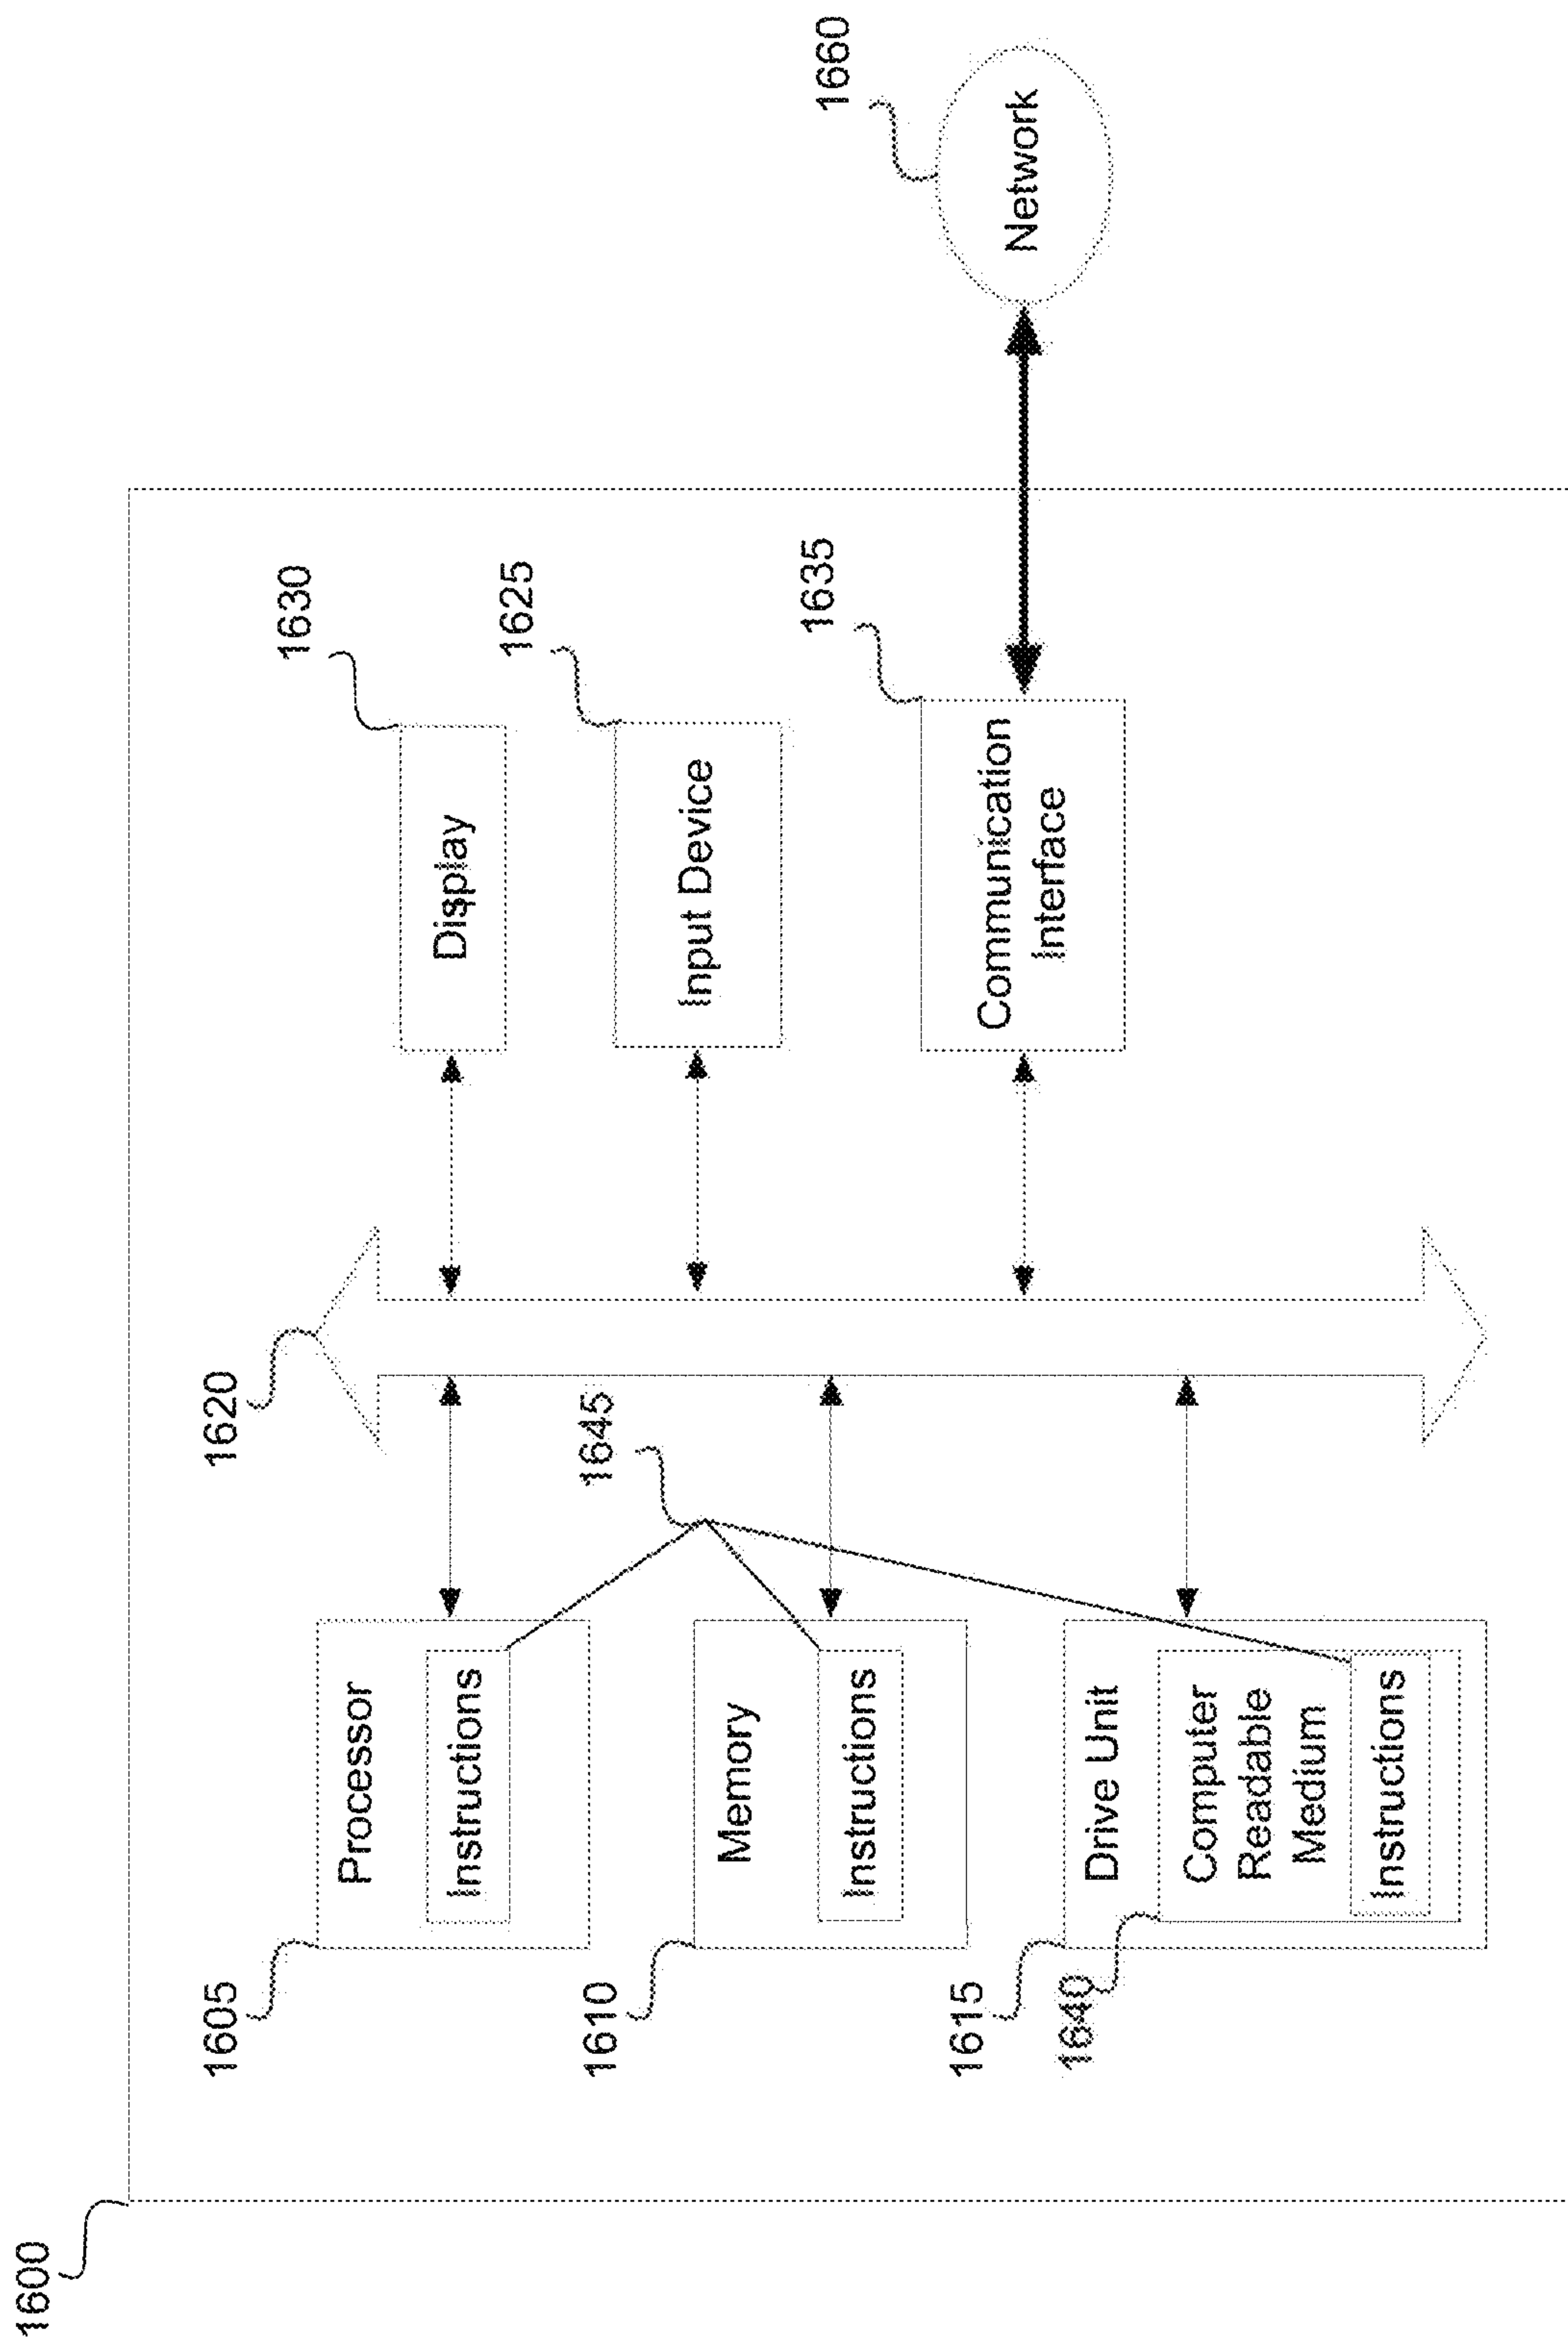 1600
1605
Processor
Instructions
1620
1630
Display
1645
1625
Input Device
1610
Memory
Instructions
1635
Communication
Interface
1660
Network
1615
Drive Unit
1640
Computer
Readable
Medium
Instructions